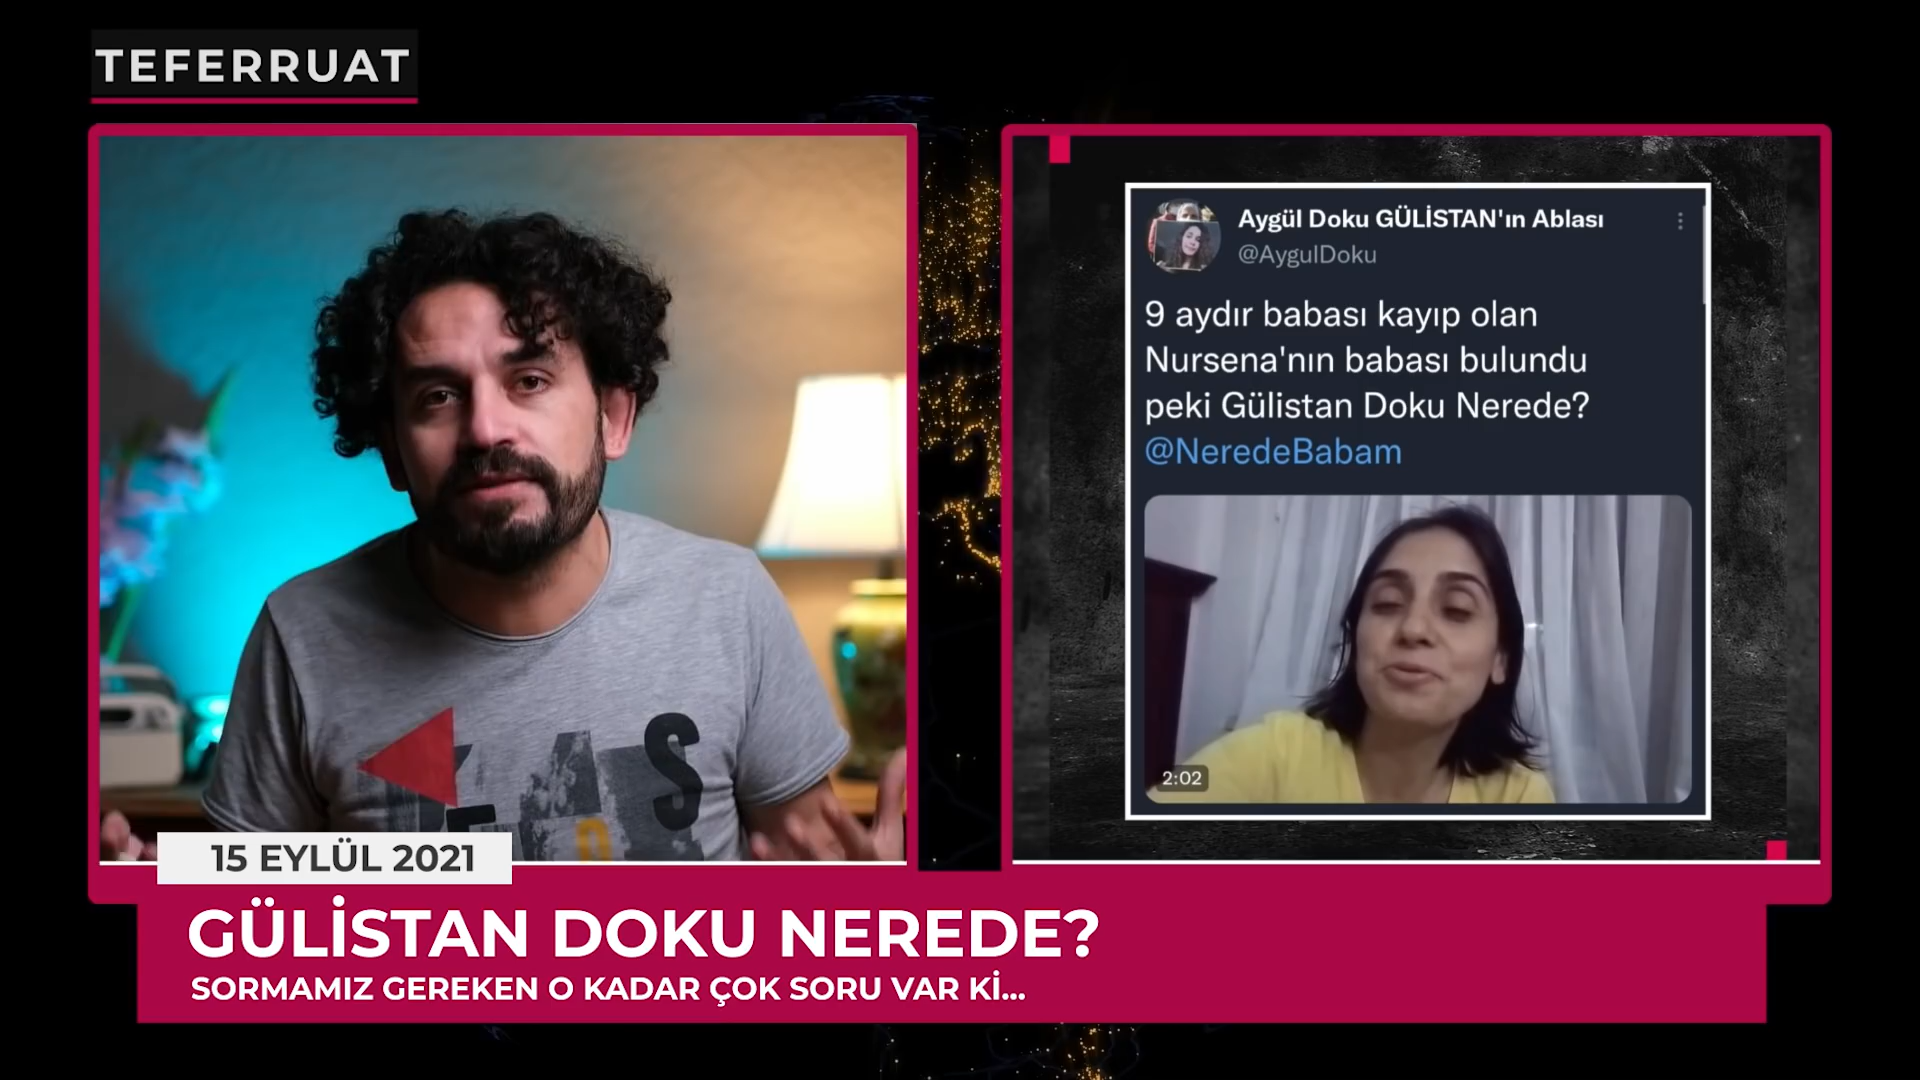 TEFERRUAT
Aygül Doku GÜLİSTAN'ın Ablası
@AygulDoku
9 aydır babası kayıp olan
Nursena'nın babası bulundu
peki Gülistan Doku Nerede?
@NeredeBabam
2:02
15 EYLÜL 2021
GÜLİSTAN DOKU NEREDE?
SORMAMIZ GEREKEN O KADAR ÇOK SORU VAR Kİ...